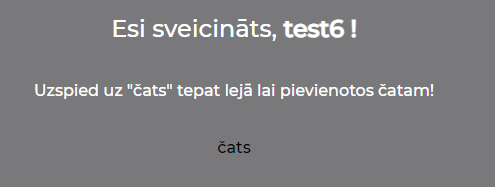 Esi sveicināts, test6 !
Uzspied uz "čats" tepat lejā lai pievienotos čatam!
čats